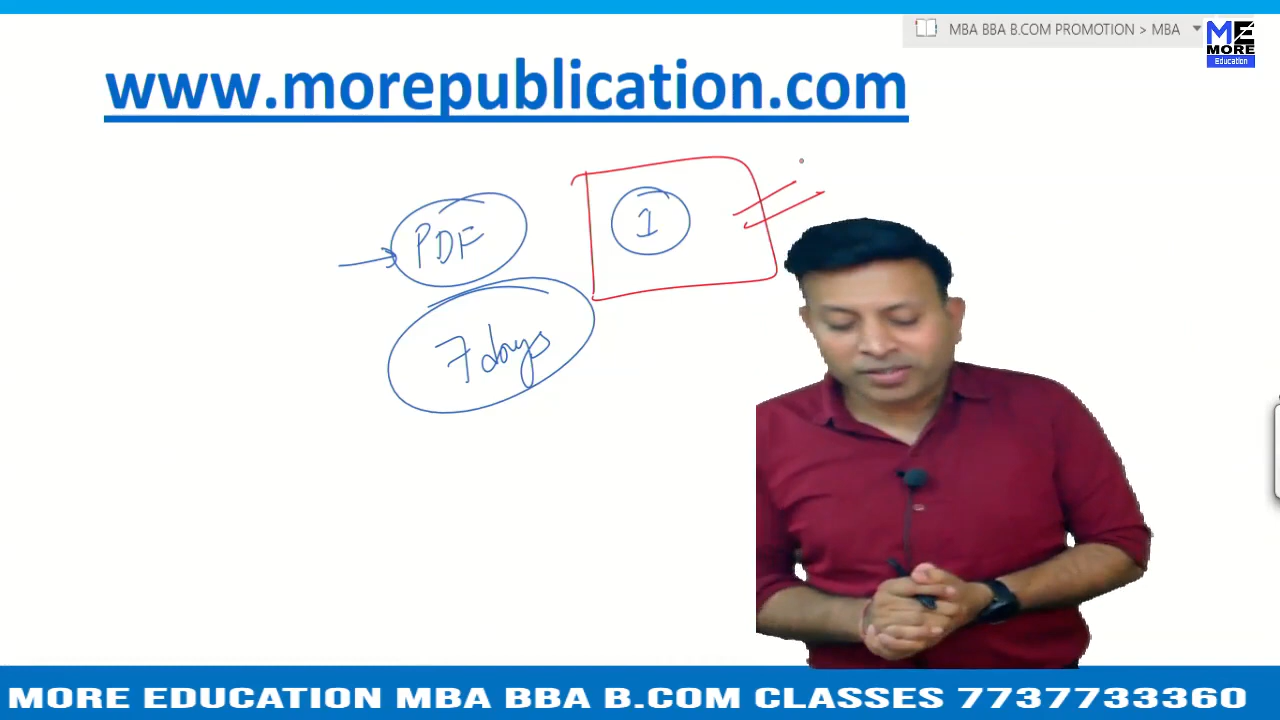 MBA BBA B.COM PROMOTION > MBA
ME
MORE
Education
www.morepublication.com
PDF
1
7 days
MORE EDUCATION MBA BBA B.COM CLASSES 7737733360